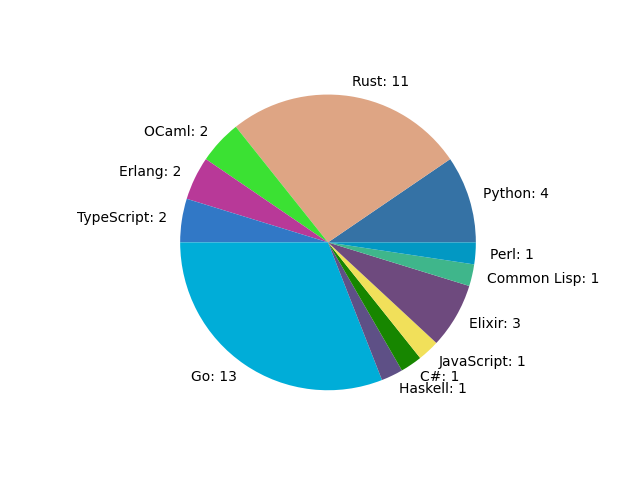 Rust: 11
OCaml: 2
Erlang: 2
Python: 4
TypeScript: 2
Perl: 1
Common Lisp: 1
Elixir: 3
JavaScript: 1
Go: 13
C#: 1
Haskell: 1